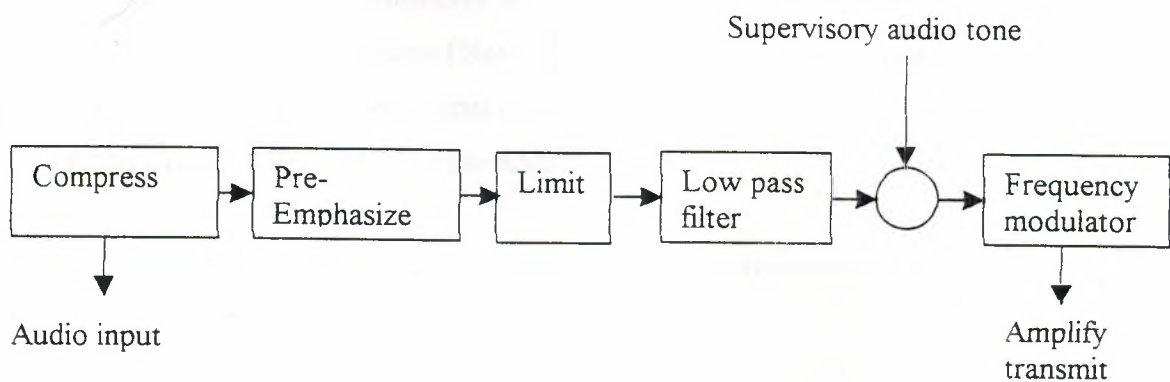 Supervisory audio tone
Compress
Pre-
Emphasize
Limit
Low pass
filter
Frequency
modulator
Audio input
Amplify
transmit